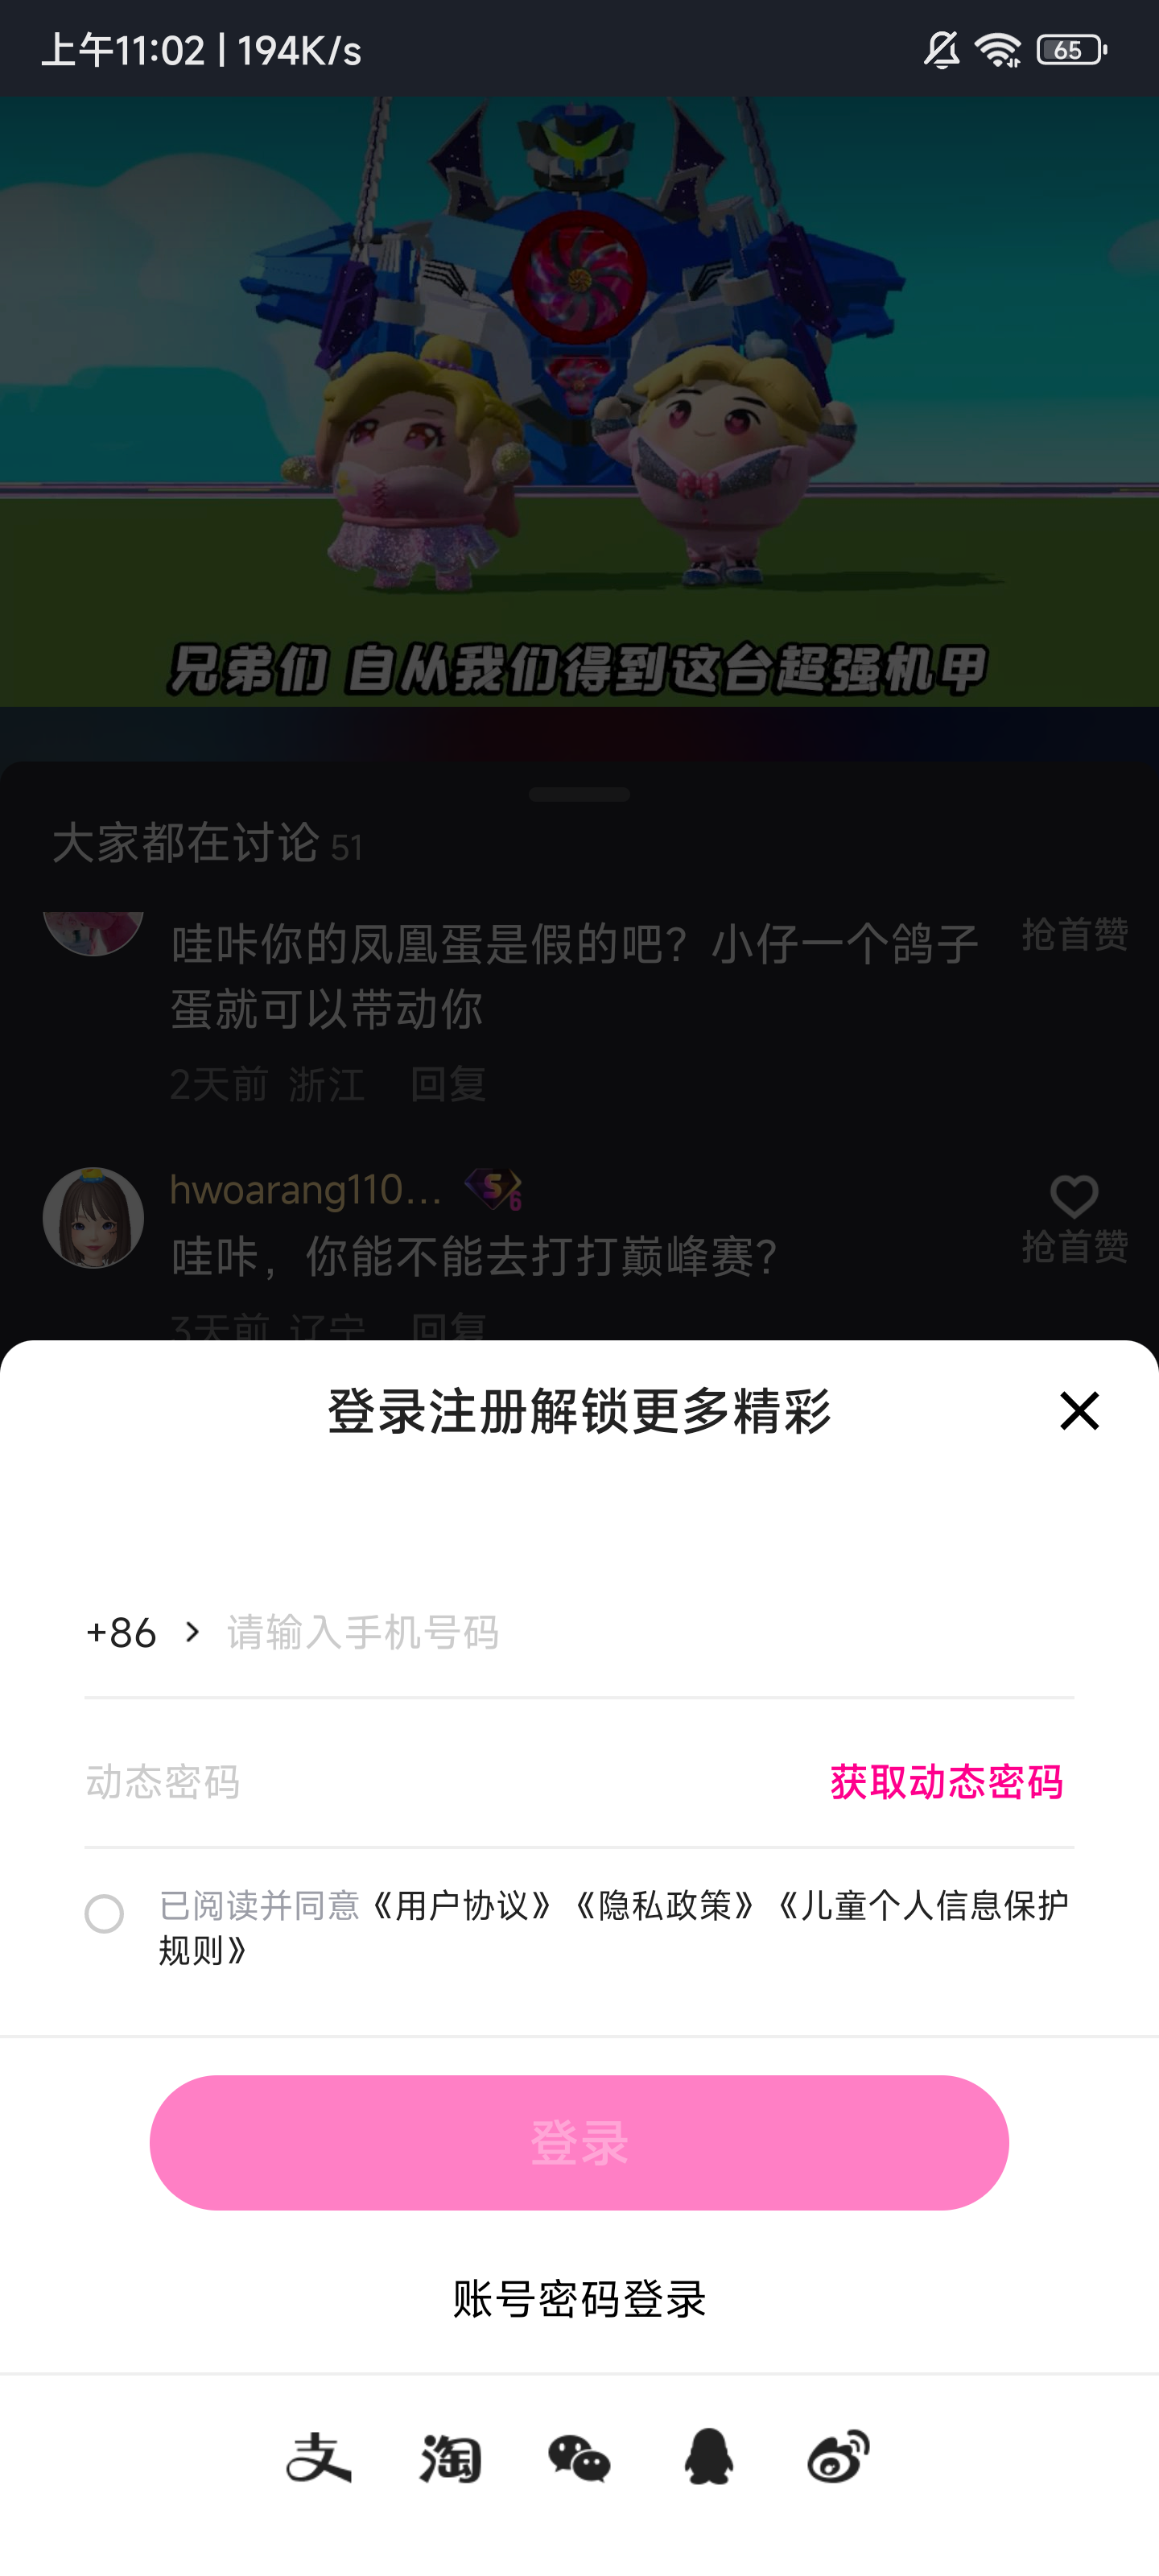 上午11:02 | 194K/s
65
兄弟们 自从我们得到这台超强机甲
大家都在讨论 51
哇咔你的凤凰蛋是假的吧？小仔一个鸽子
抢首赞
蛋就可以带动你
2天前 浙江 回复
hwoarang110... S6
哇咔，你能不能去打打巅峰赛？
抢首赞
3天前 辽宁 回复
登录注册解锁更多精彩
+86 请输入手机号码
动态密码 获取动态密码
已阅读并同意《用户协议》《隐私政策》《儿童个人信息保护
规则》
登录
账号密码登录
支 淘